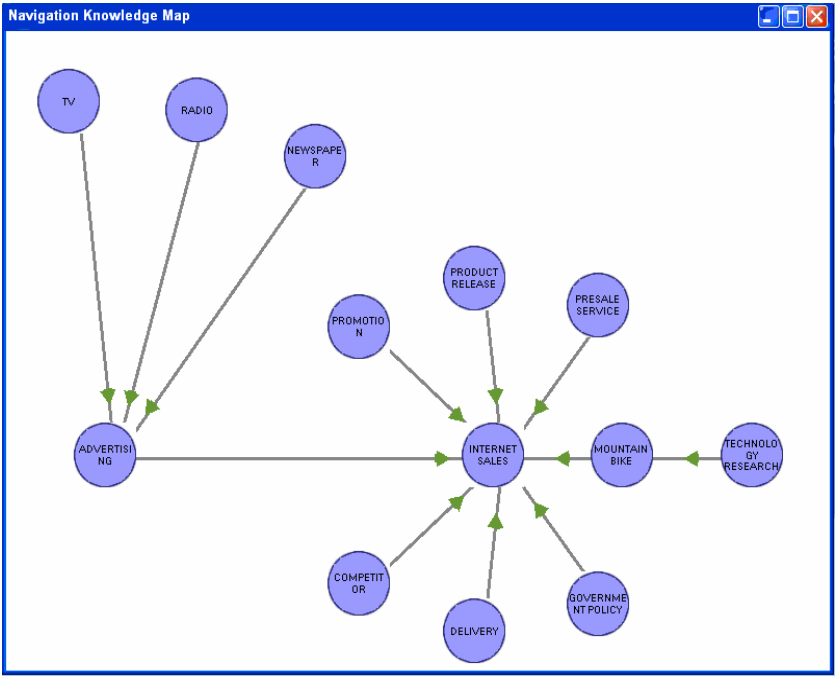 Navigation Knowledge Map
TV
RADIO
NEWSPAPE
R
PRODUCT
RELEASE
PRESALE
SERVICE
PROMOTIO
N
ADVERTISI
NG
INTERNET
SALES
MOUNTAIN
BIKE
TECHNOLO
GY
RESEARCH
COMPETIT
OR
GOVERNME
NT POLICY
DELIVERY